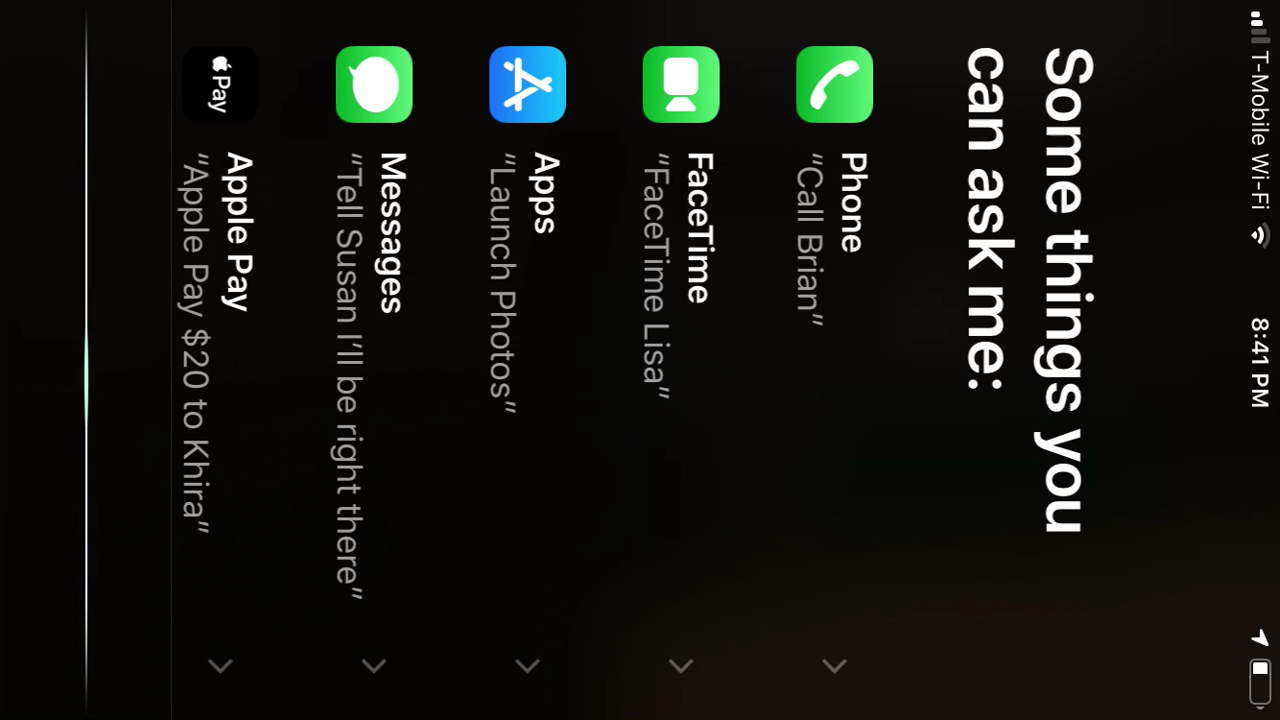 T-Mobile Wi-Fi 8:41 PM
Some things you
can ask me:
Phone
“Call Brian”
FaceTime
“FaceTime Lisa”
Apps
“Launch Photos”
Messages
“Tell Susan I’ll be right there”
Pay
Apple Pay
“Apple Pay $20 to Khira”